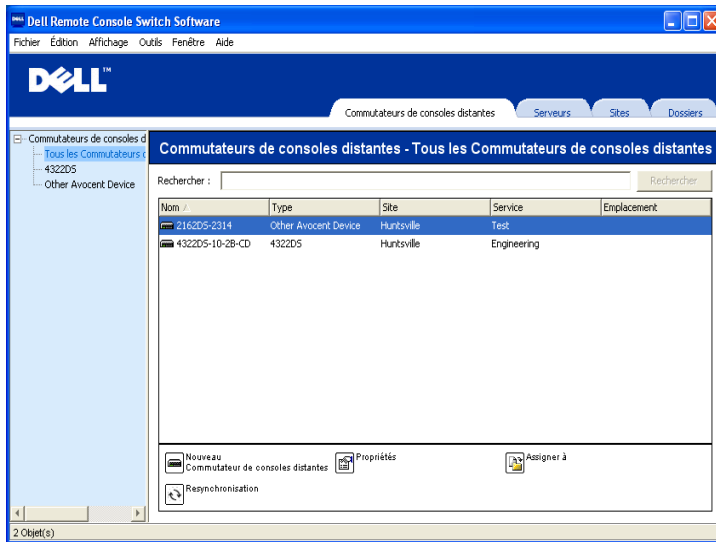 Dell Remote Console Switch Software
Fichier Édition Affichage Outils Fenêtre Aide
DELL™
Commutateurs de consoles distantes Serveurs Sites Dossiers
Commutateurs de consoles d
Tous les Commutateurs c
4322DS
Other Avocent Device
Commutateurs de consoles distantes - Tous les Commutateurs de consoles distantes
Rechercher : Rechercher
Nom Type Site Service Emplacement
2162DS-2314 Other Avocent Device Huntsville Test
4322DS-10-2B-CD 4322DS Huntsville Engineering
Nouveau
Commutateur de consoles distantes
Propriétés
Assigner à
Resynchronisation
2 Objet(s)